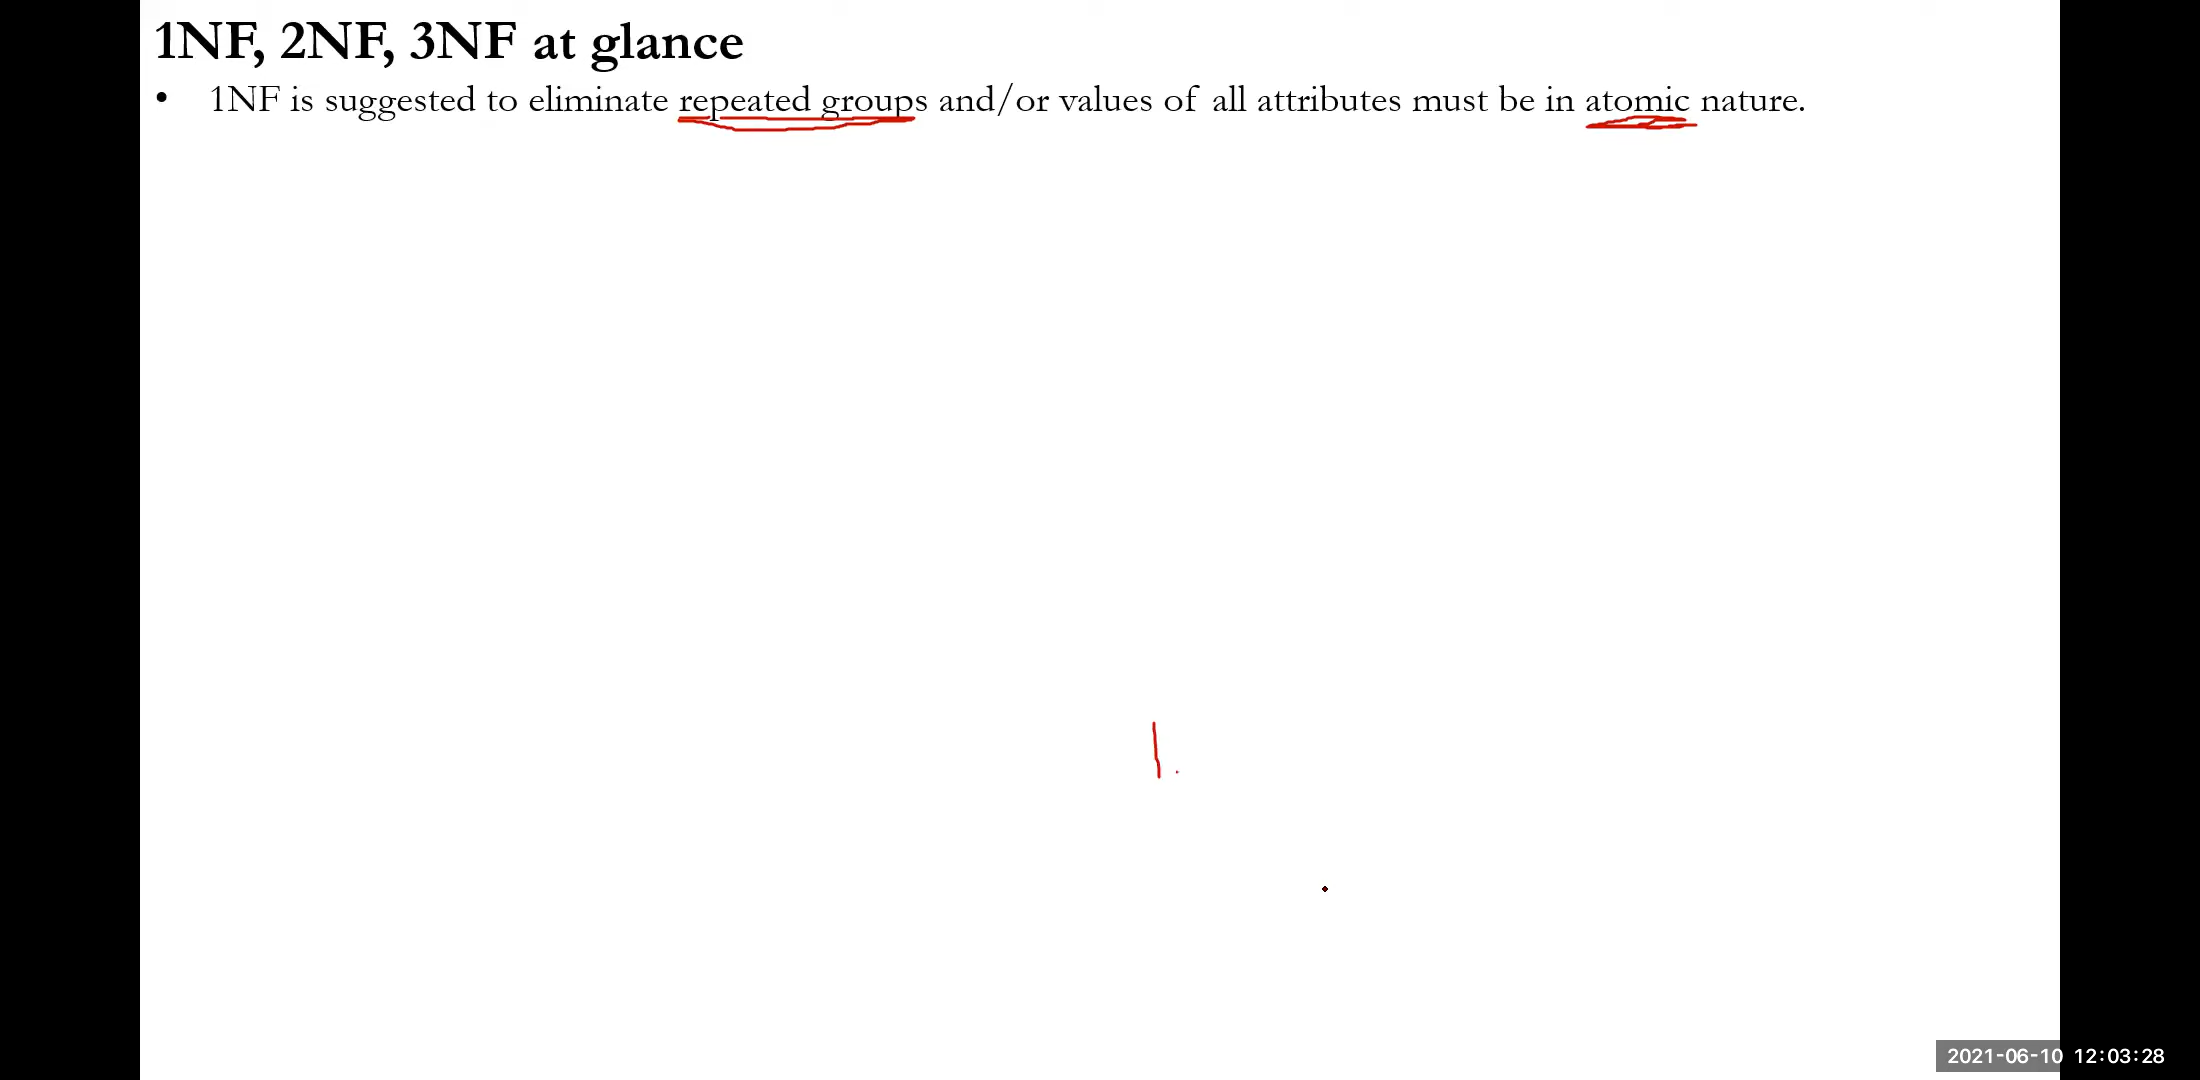 1NF, 2NF, 3NF at glance
• 1NF is suggested to eliminate repeated groups and/or values of all attributes must be in atomic nature.
2021-06-10 12:03:28